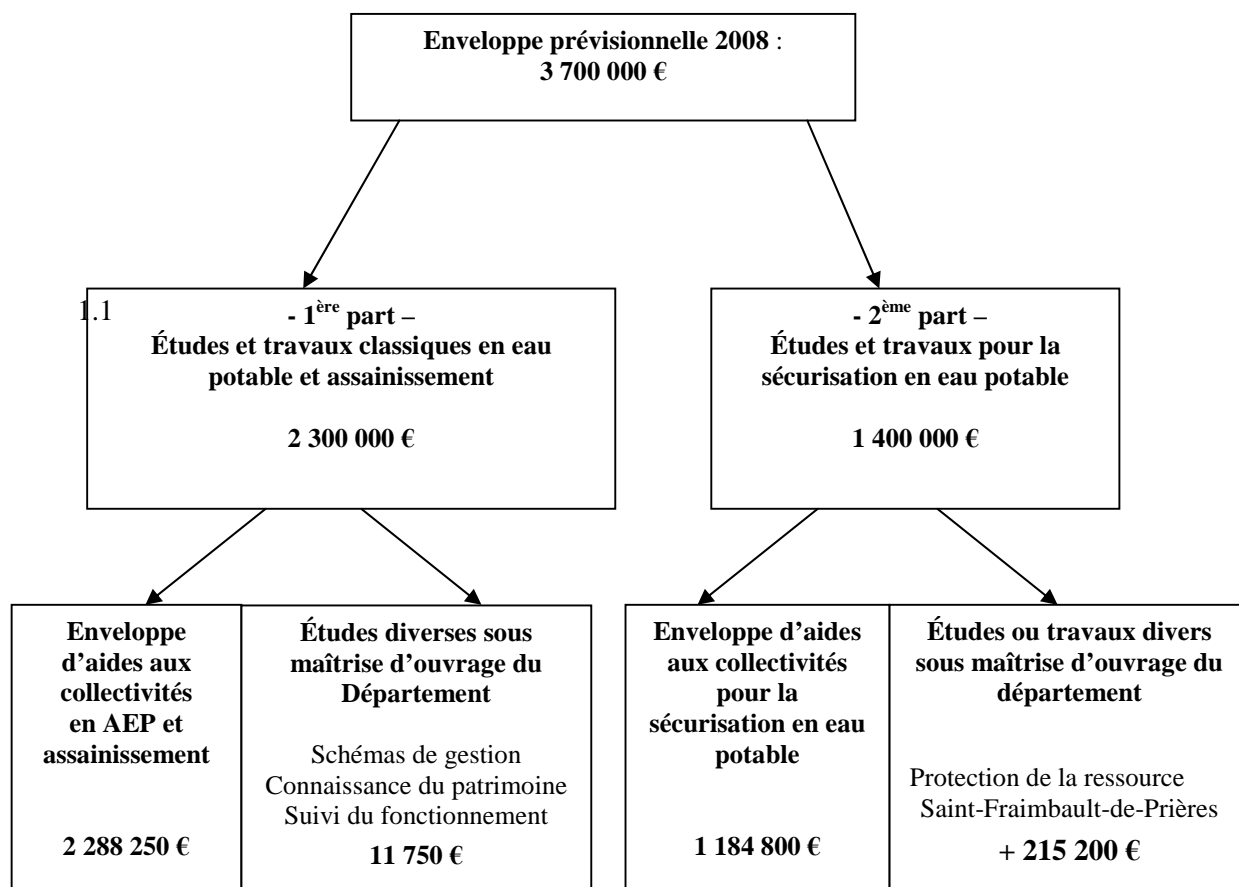 Enveloppe prévisionnelle 2008 :
3 700 000 €
1.1
- 1ère part –
Études et travaux classiques en eau
potable et assainissement
2 300 000 €
- 2ème part –
Études et travaux pour la
sécurisation en eau potable
1 400 000 €
Enveloppe
d’aides aux
collectivités
en AEP et
assainissement
2 288 250 €
Études diverses sous
maîtrise d’ouvrage du
Département
Schémas de gestion
Connaissance du patrimoine
Suivi du fonctionnement
11 750 €
Enveloppe d’aides
aux collectivités
pour la
sécurisation en eau
potable
1 184 800 €
Études ou travaux divers
sous maîtrise d’ouvrage du
département
Protection de la ressource
Saint-Fraimbault-de-Prières
+ 215 200 €